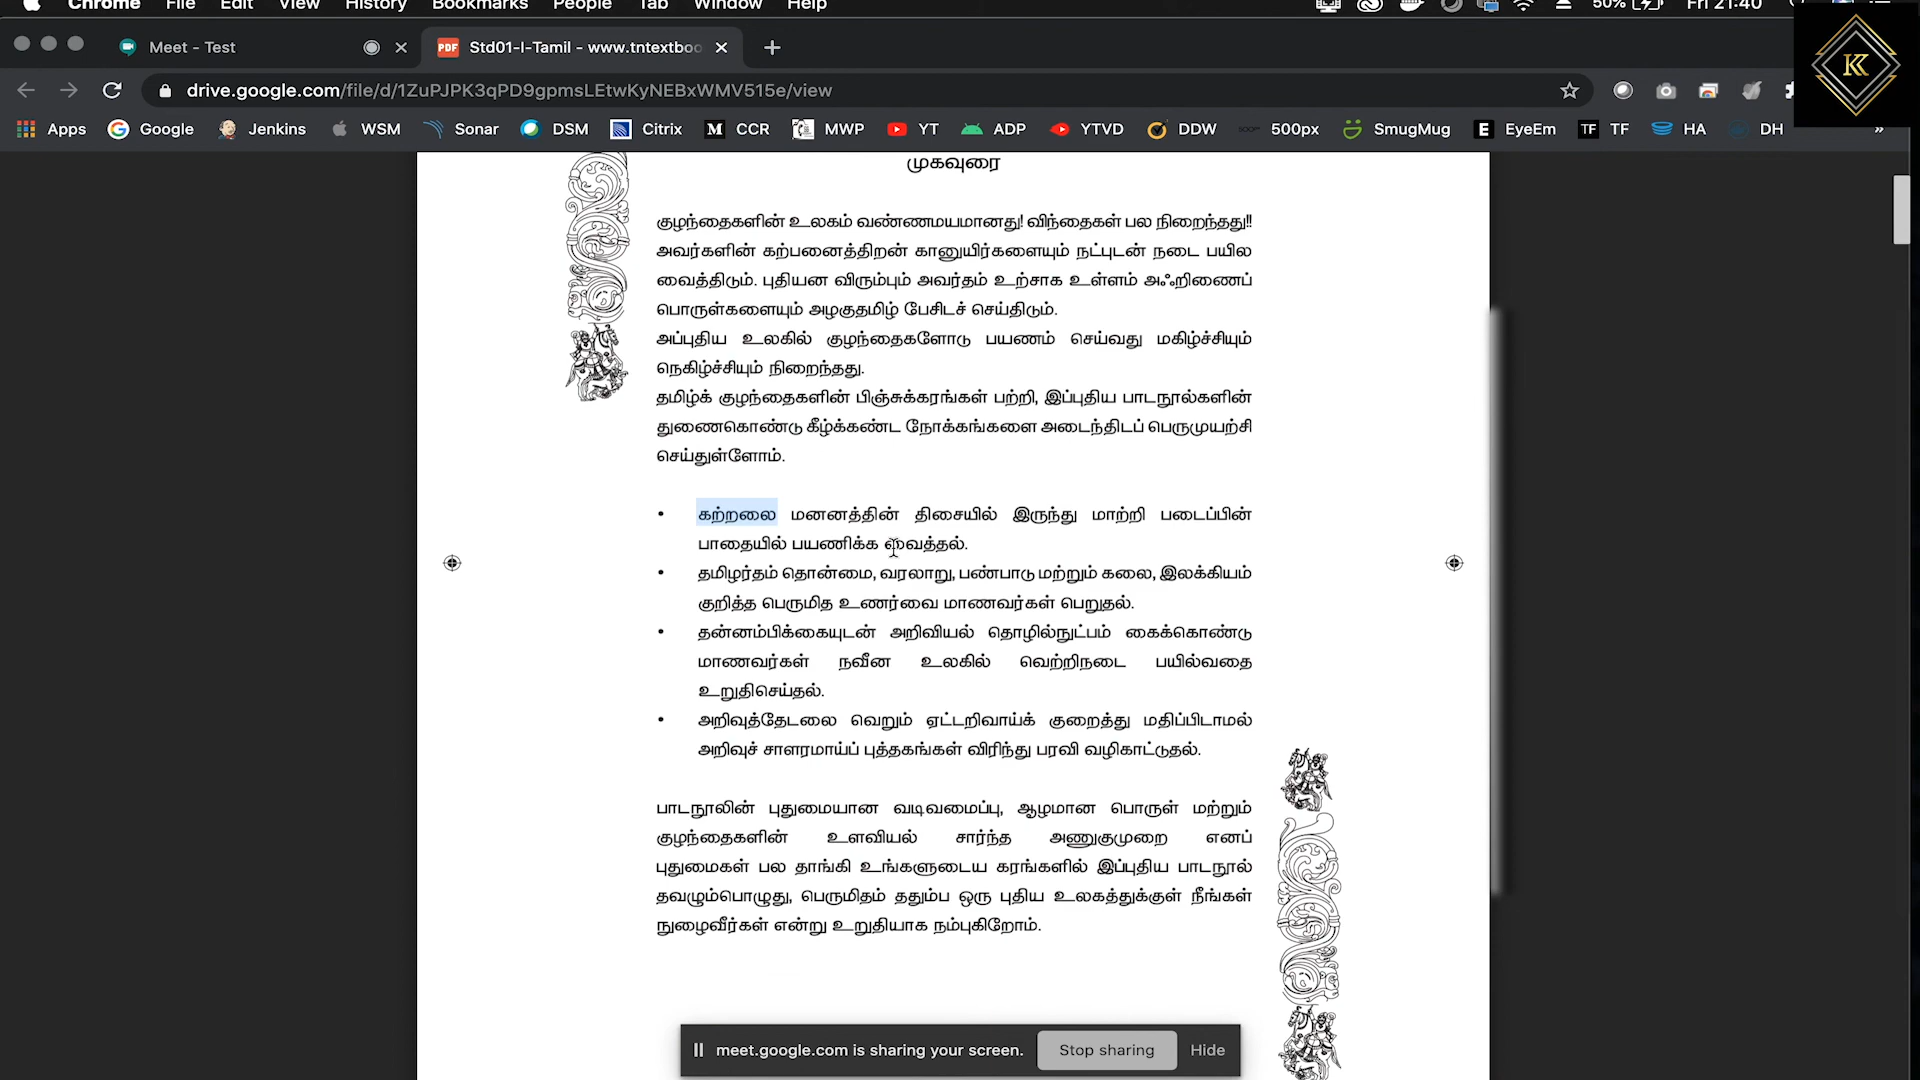 Chrome File Edit View History Bookmarks People Tab Window Help 50% Fri 21:40
Meet - Test
PDF Std01-I-Tamil - www.tntextboo
drive.google.com/file/d/1ZuPJPK3qPD9gpmsLEtwKyNEBxWMV515e/view
Apps Google Jenkins WSM Sonar DSM Citrix M CCR MWP YT ADP YTVD DDW 500px SmugMug E EyeEm TF TF HA DH »
முகவுரை
குழந்தைகளின் உலகம் வண்ணமயமானது! விந்தைகள் பல நிறைந்தது!!
அவர்களின் கற்பனைத்திறன் கானுயிர்களையும் நட்புடன் நடை பயில
வைத்திடும். புதியன விரும்பும் அவர்தம் உற்சாக உள்ளம் அஃறிணைப்
பொருள்களையும் அழகுதமிழ் பேசிடச் செய்திடும்.
அப்புதிய உலகில் குழந்தைகளோடு பயணம் செய்வது மகிழ்ச்சியும்
நெகிழ்ச்சியும் நிறைந்தது.
தமிழ்க் குழந்தைகளின் பிஞ்சுக்கரங்கள் பற்றி, இப்புதிய பாடநூல்களின்
துணைகொண்டு கீழ்க்கண்ட நோக்கங்களை அடைந்திடப் பெருமுயற்சி
செய்துள்ளோம்.
• கற்றலை மனனத்தின் திசையில் இருந்து மாற்றி படைப்பின்
பாதையில் பயணிக்க வைத்தல்.
• தமிழர்தம் தொன்மை, வரலாறு, பண்பாடு மற்றும் கலை, இலக்கியம்
குறித்த பெருமித உணர்வை மாணவர்கள் பெறுதல்.
• தன்னம்பிக்கையுடன் அறிவியல் தொழில்நுட்பம் கைக்கொண்டு
மாணவர்கள் நவீன உலகில் வெற்றிநடை பயில்வதை
உறுதிசெய்தல்.
• அறிவுத்தேடலை வெறும் ஏட்டறிவாய்க் குறைத்து மதிப்பிடாமல்
அறிவுச் சாளரமாய்ப் புத்தகங்கள் விரிந்து பரவி வழிகாட்டுதல்.
பாடநூலின் புதுமையான வடிவமைப்பு, ஆழமான பொருள் மற்றும்
குழந்தைகளின் உளவியல் சார்ந்த அணுகுமுறை எனப்
புதுமைகள் பல தாங்கி உங்களுடைய கரங்களில் இப்புதிய பாடநூல்
தவழும்பொழுது, பெருமிதம் ததும்ப ஒரு புதிய உலகத்துக்குள் நீங்கள்
நுழைவீர்கள் என்று உறுதியாக நம்புகிறோம்.
meet.google.com is sharing your screen. Stop sharing Hide